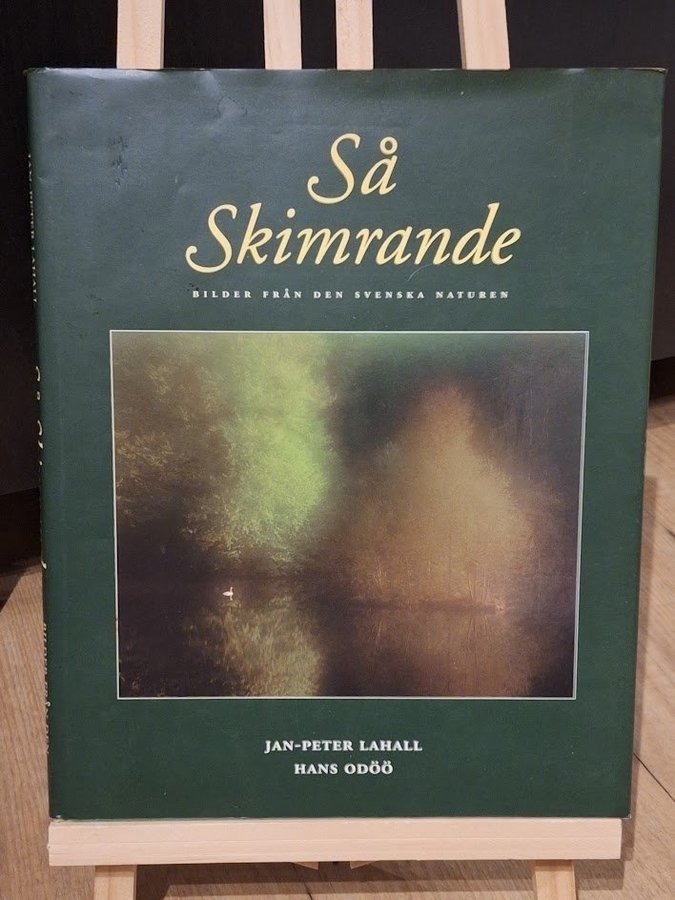 Så
Skimrande
BILDER FRÅN DEN SVENSKA NATUREN
JAN-PETER LAHALL
HANS ODÖÖ